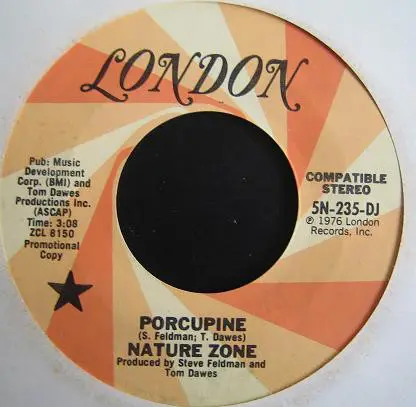 LONDON
Pub: Music
Development
Corp. (BMI) and
Tom Dawes
Productions Inc.
(ASCAP)
Time: 3:08
ZCL 8150
Promotional
Copy
COMPATIBLE
STEREO
5N-235-DJ
℗ 1976 London
Records, Inc.
PORCUPINE
(S. Feldman; T. Dawes)
NATURE ZONE
Produced by Steve Feldman and
Tom Dawes